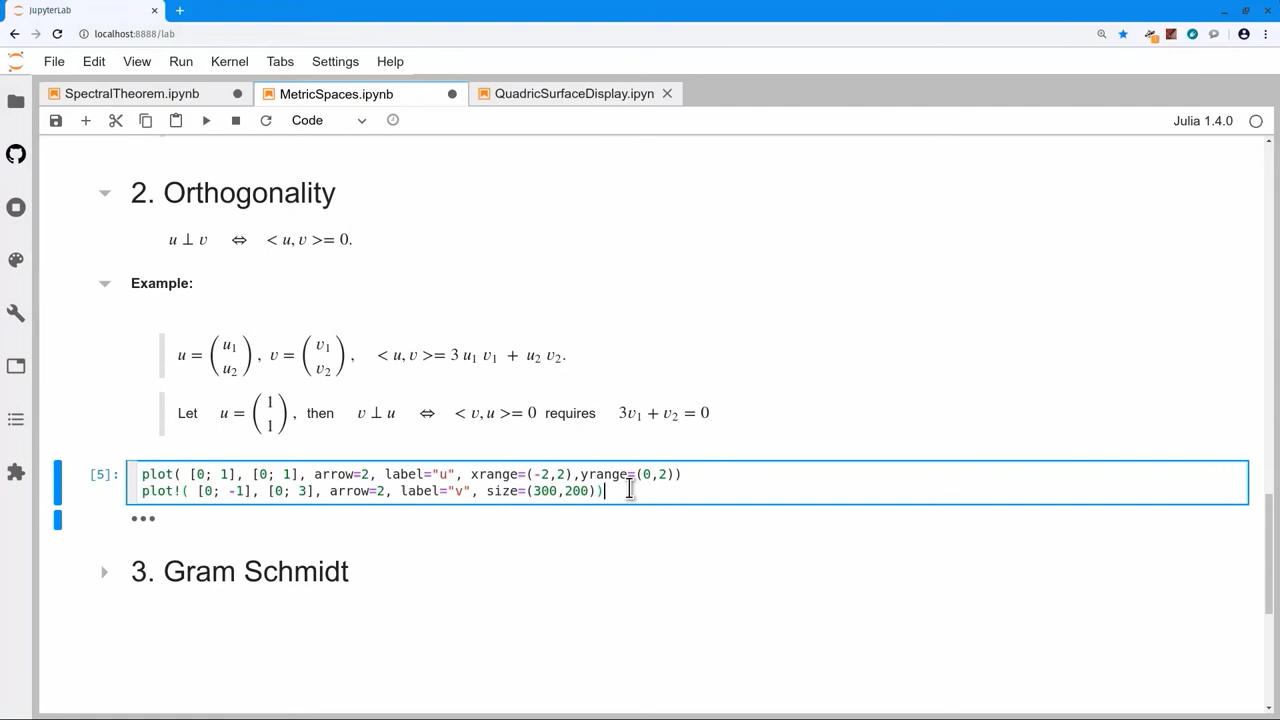 JupyterLab × +
localhost:8888/lab
File Edit View Run Kernel Tabs Settings Help
SpectralTheorem.ipynb MetricSpaces.ipynb QuadricSurfaceDisplay.ipyn ×
Code Julia 1.4.0
2. Orthogonality
u ⊥ v ⇔ < u, v >= 0.
Example:
u = (u₁ u₂), v = (v₁ v₂), < u, v >= 3 u₁ v₁ + u₂ v₂.
Let u = (1 1), then v ⊥ u ⇔ < v, u >= 0 requires 3v₁ + v₂ = 0
[5]: plot( [0; 1], [0; 1], arrow=2, label="u", xrange=(-2,2),yrange=(0,2))
plot!( [0; -1], [0; 3], arrow=2, label="v", size=(300,200))
•••
3. Gram Schmidt